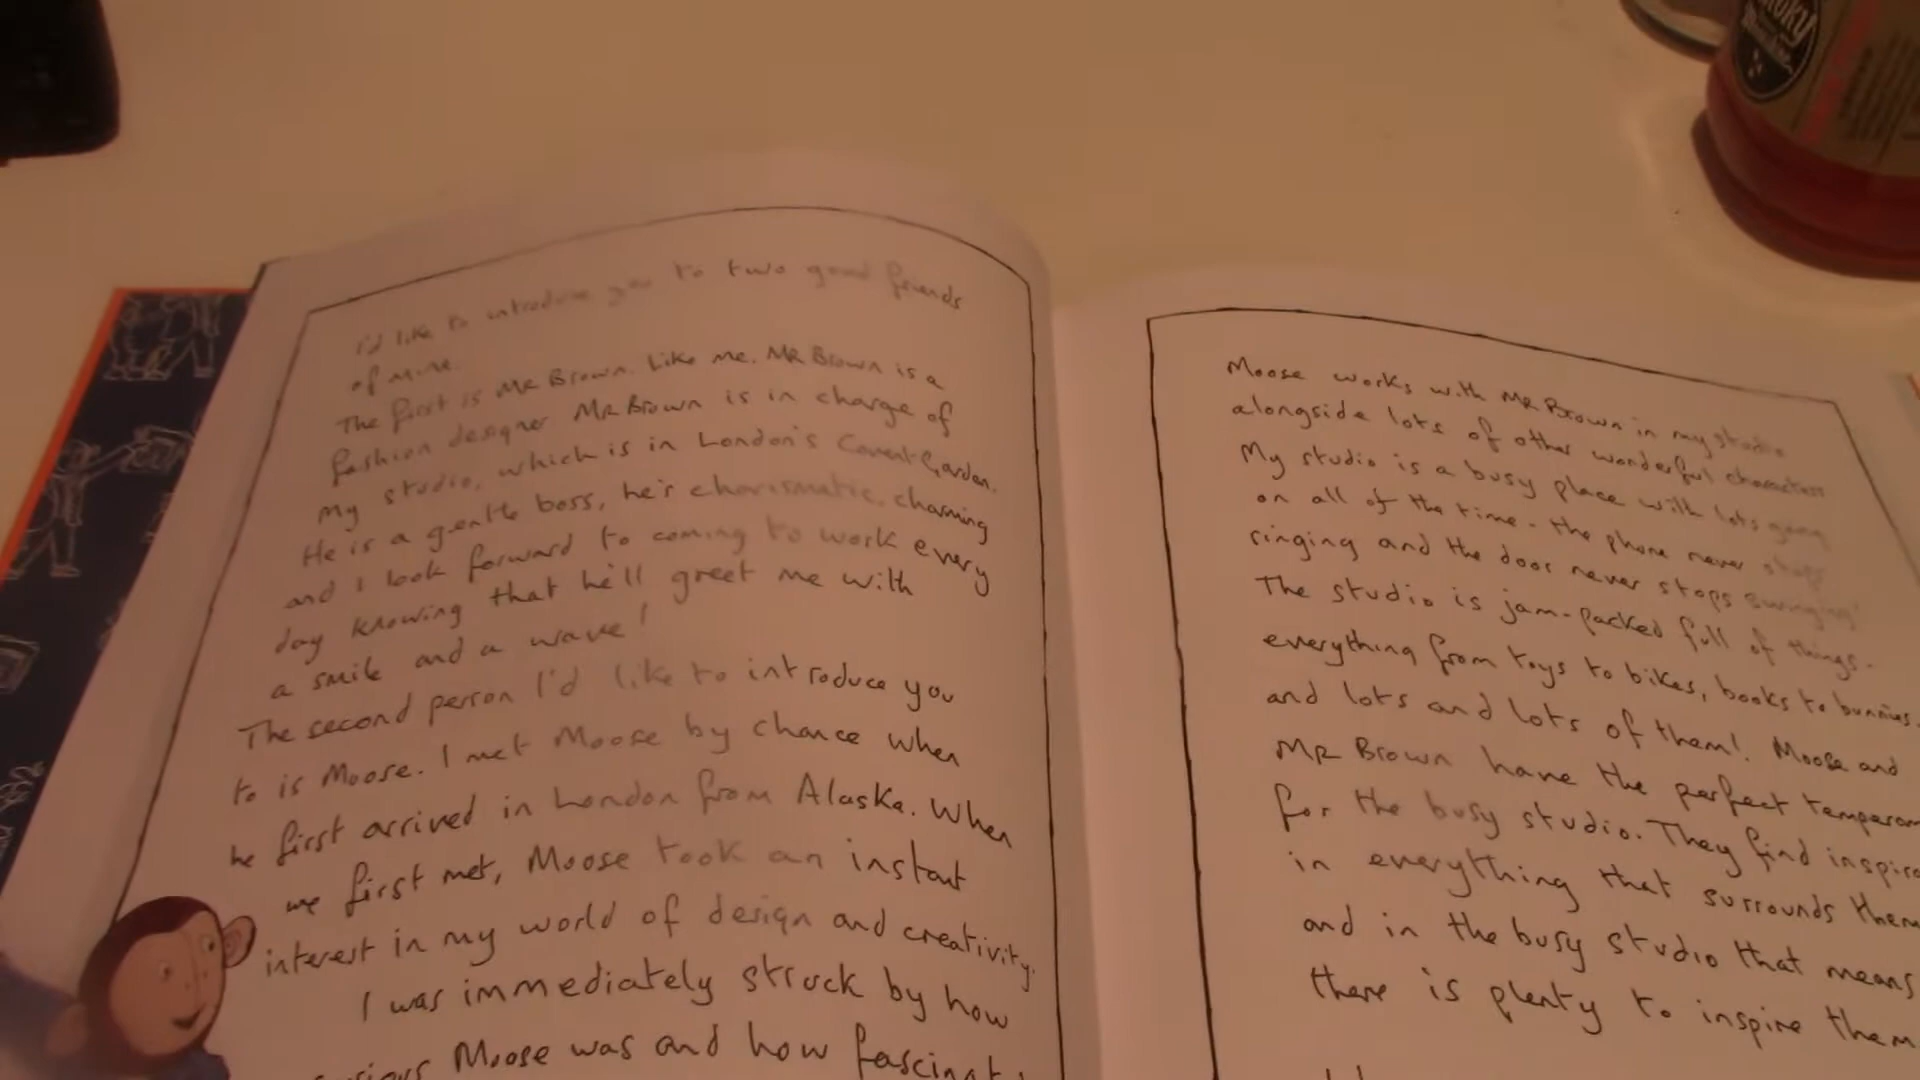 I'd like to introduce you to two good friends
of mine.
The first is MR Brown. Like me, MR Brown is a
fashion designer MR Brown is in charge of
my studio, which is in London's Covent Garden.
He is a gentle boss, he's charismatic, charming
and I look forward to coming to work every
day knowing that he'll greet me with
a smile and a wave!
The second person I'd like to introduce you
to is Moose. I met Moose by chance when
he first arrived in London from Alaska. When
we first met, Moose took an instant
interest in my world of design and creativity.
I was immediately struck by how
Moose was and how
Moose works with MR Brown in my studio
alongside lots of other wonderful characters
My studio is a busy place with lots going
on all of the time - the phone never stops
ringing and the door never stops swinging!
The studio is jam-packed full of things -
everything from toys to bikes, books to bunnies,
and lots and lots of them! Moose and
MR Brown have the perfect
for the busy studio. They find
in everything that surrounds them
and in the busy studio that means
there is plenty to inspire them